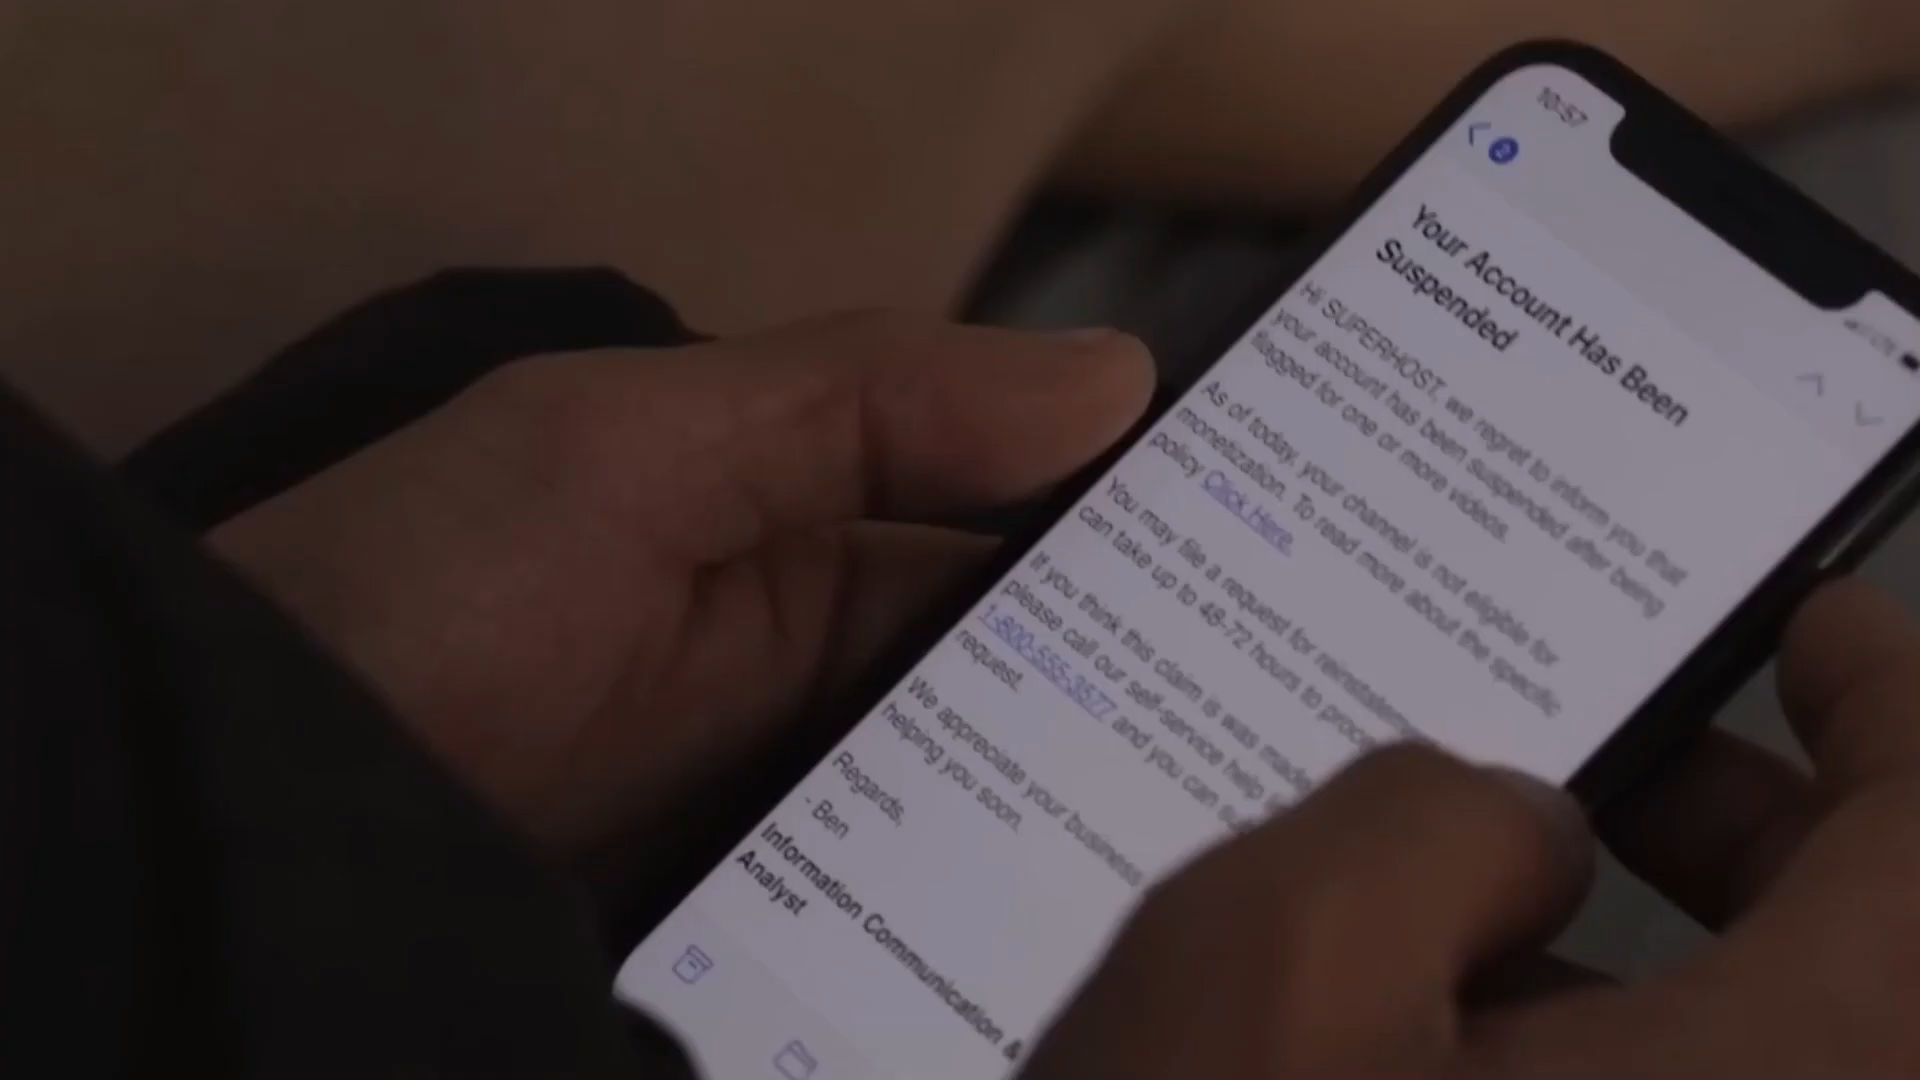 10:57
2
Your Account Has Been
Suspended
Hi SUPERHOST, we regret to inform you that
your account has been suspended after being
flagged for one or more videos.
As of today, your channel is not eligible for
monetization. To read more about the specific
policy Click Here.
You may file a request for reinstatem
can take up to 48-72 hours to proc
If you think this claim is was made
please call our self-service help
1-800-555-3577 and you can
request.
We appreciate your business
helping you soon.
Regards,
- Ben
Information Communication &
Analyst